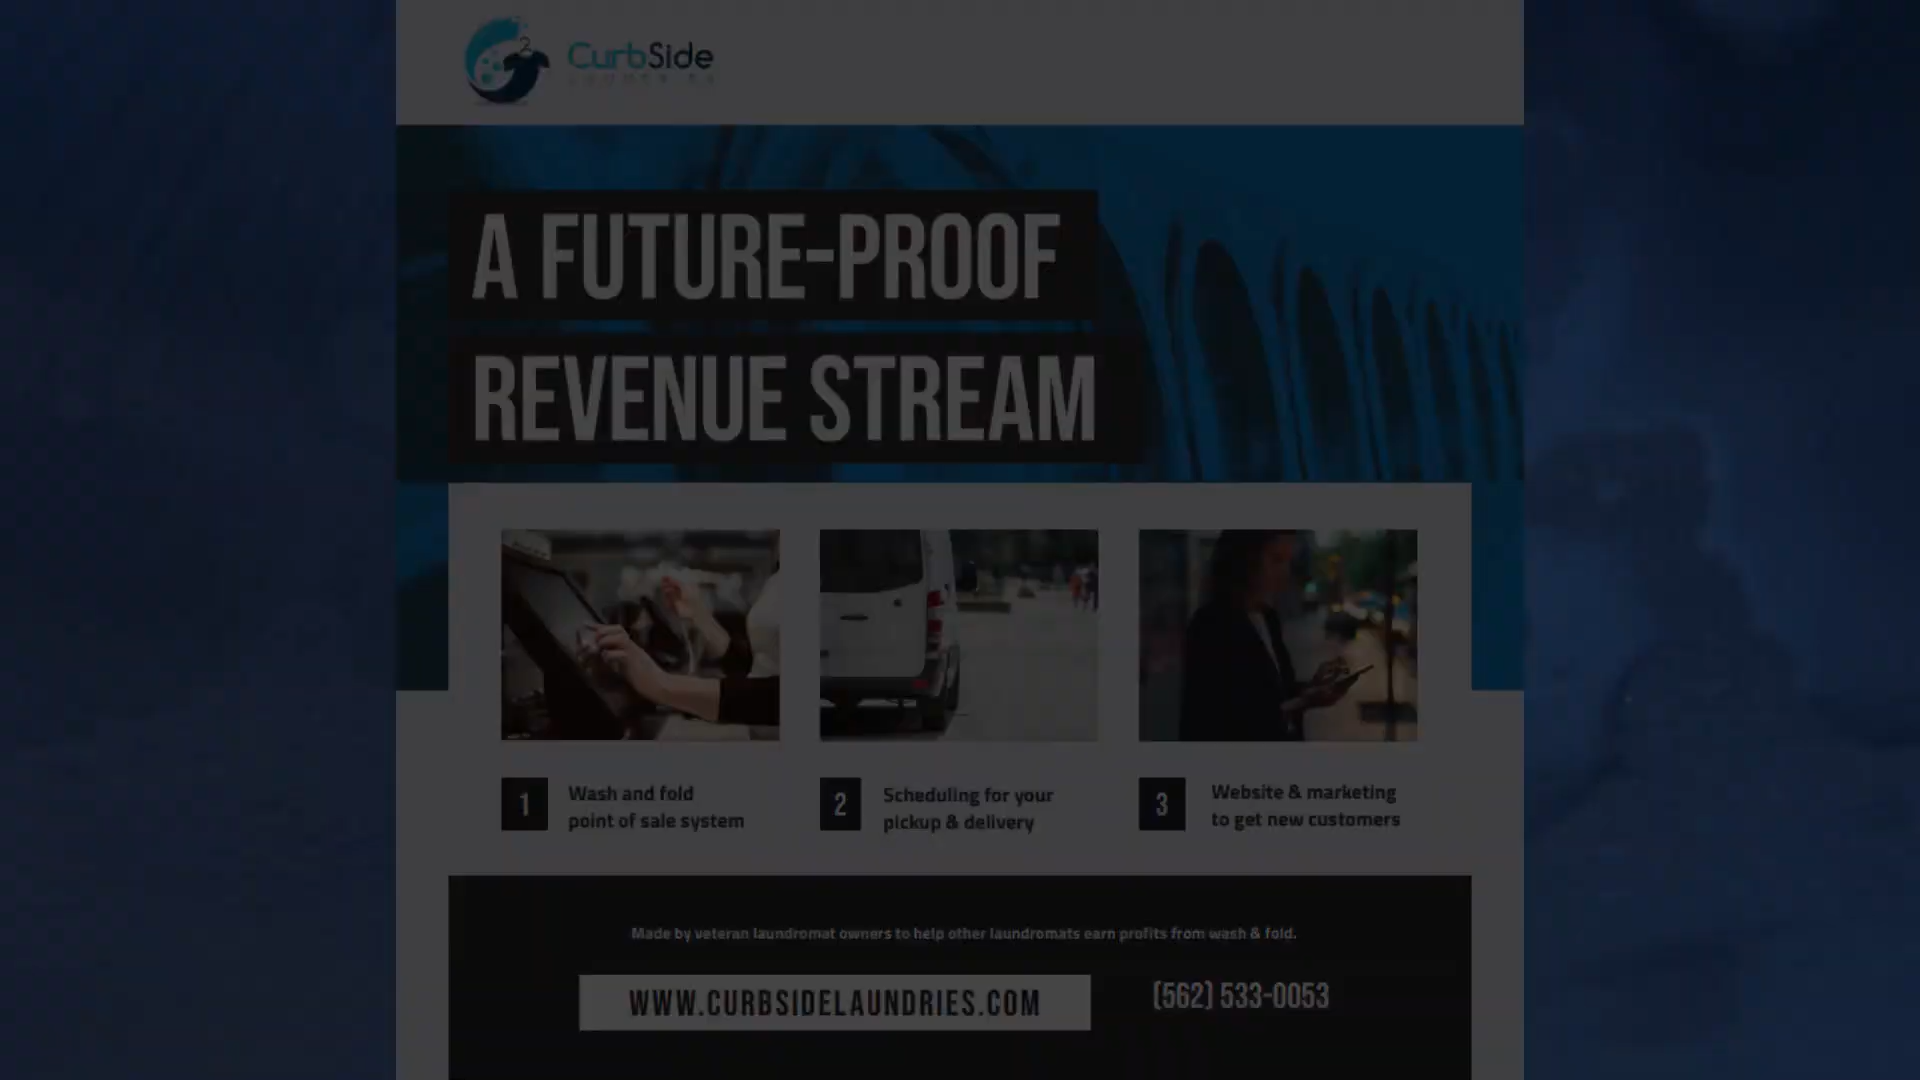 CurbSide
LAUNDRIES
A FUTURE-PROOF
REVENUE STREAM
1
Wash and fold
point of sale system
2
Scheduling for your
pickup & delivery
3
Website & marketing
to get new customers
Made by veteran laundromat owners to help other laundromats earn profits from wash & fold.
WWW.CURBSIDELAUNDRIES.COM
(562) 533-0053